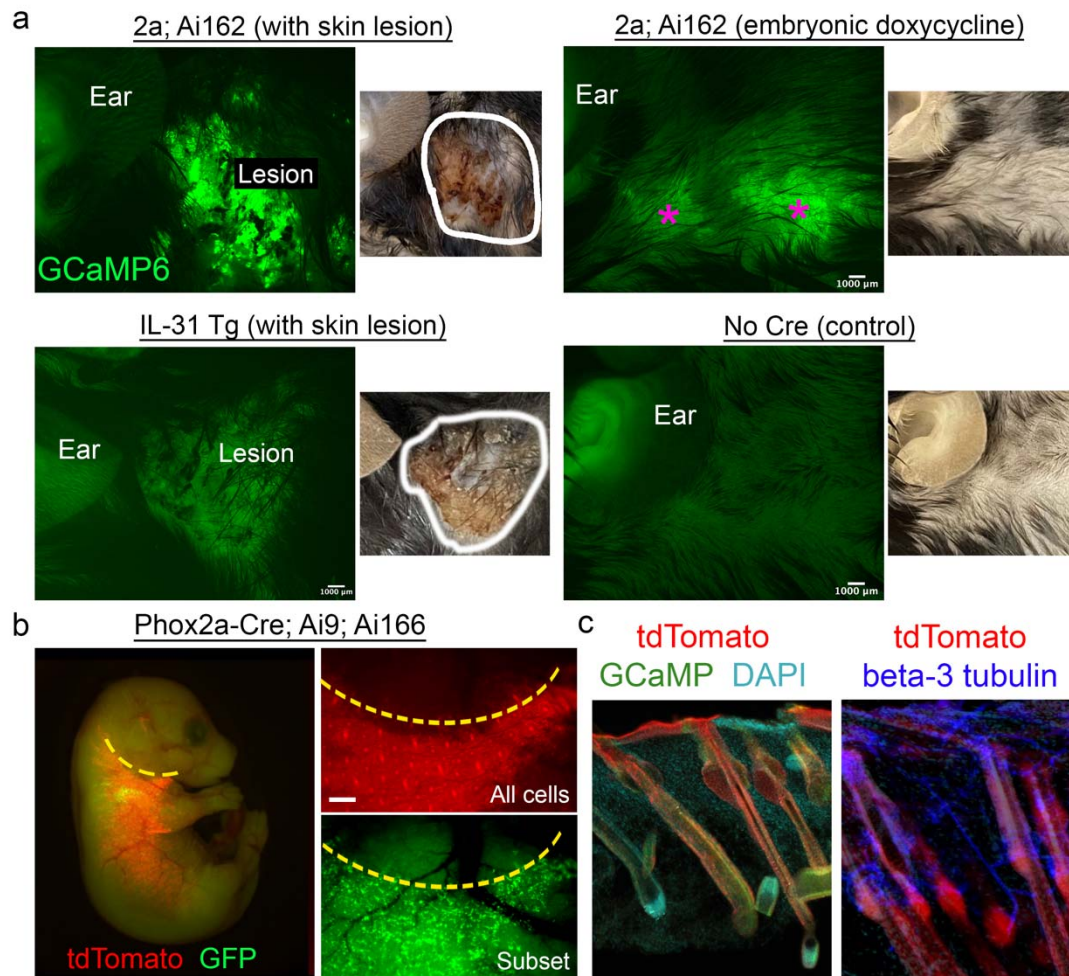 a
2a; Ai162 (with skin lesion)
Ear
Lesion
GCaMP6
2a; Ai162 (embryonic doxycycline)
Ear
*
*
1000 µm
IL-31 Tg (with skin lesion)
Ear
Lesion
1000 µm
No Cre (control)
Ear
1000 µm
b
Phox2a-Cre; Ai9; Ai166
tdTomato GFP
All cells
Subset
c
tdTomato
GCaMP DAPI
tdTomato
beta-3 tubulin